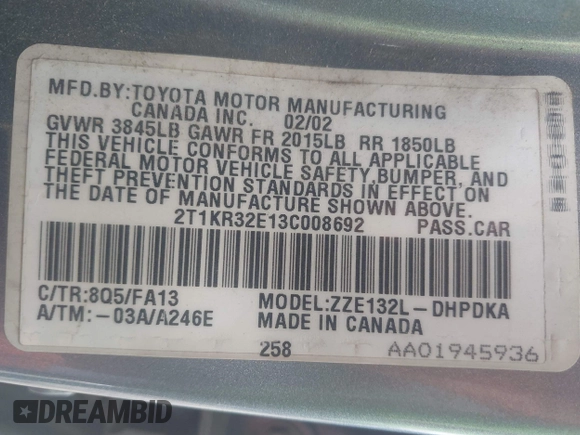 MFD.BY:TOYOTA MOTOR MANUFACTURING
CANADA INC. 02/02
GVWR 3845LB GAWR FR 2015LB RR 1850LB
THIS VEHICLE CONFORMS TO ALL APPLICABLE
FEDERAL MOTOR VEHICLE SAFETY,BUMPER, AND
THEFT PREVENTION STANDARDS IN EFFECT ON
THE DATE OF MANUFACTURE SHOWN ABOVE.
2T1KR32E13C008692 PASS.CAR
C/TR:8Q5/FA13 MODEL:ZZE132L-DHPDKA
A/TM:-03A/A246E MADE IN CANADA
258 AA01945936
DREAMBID